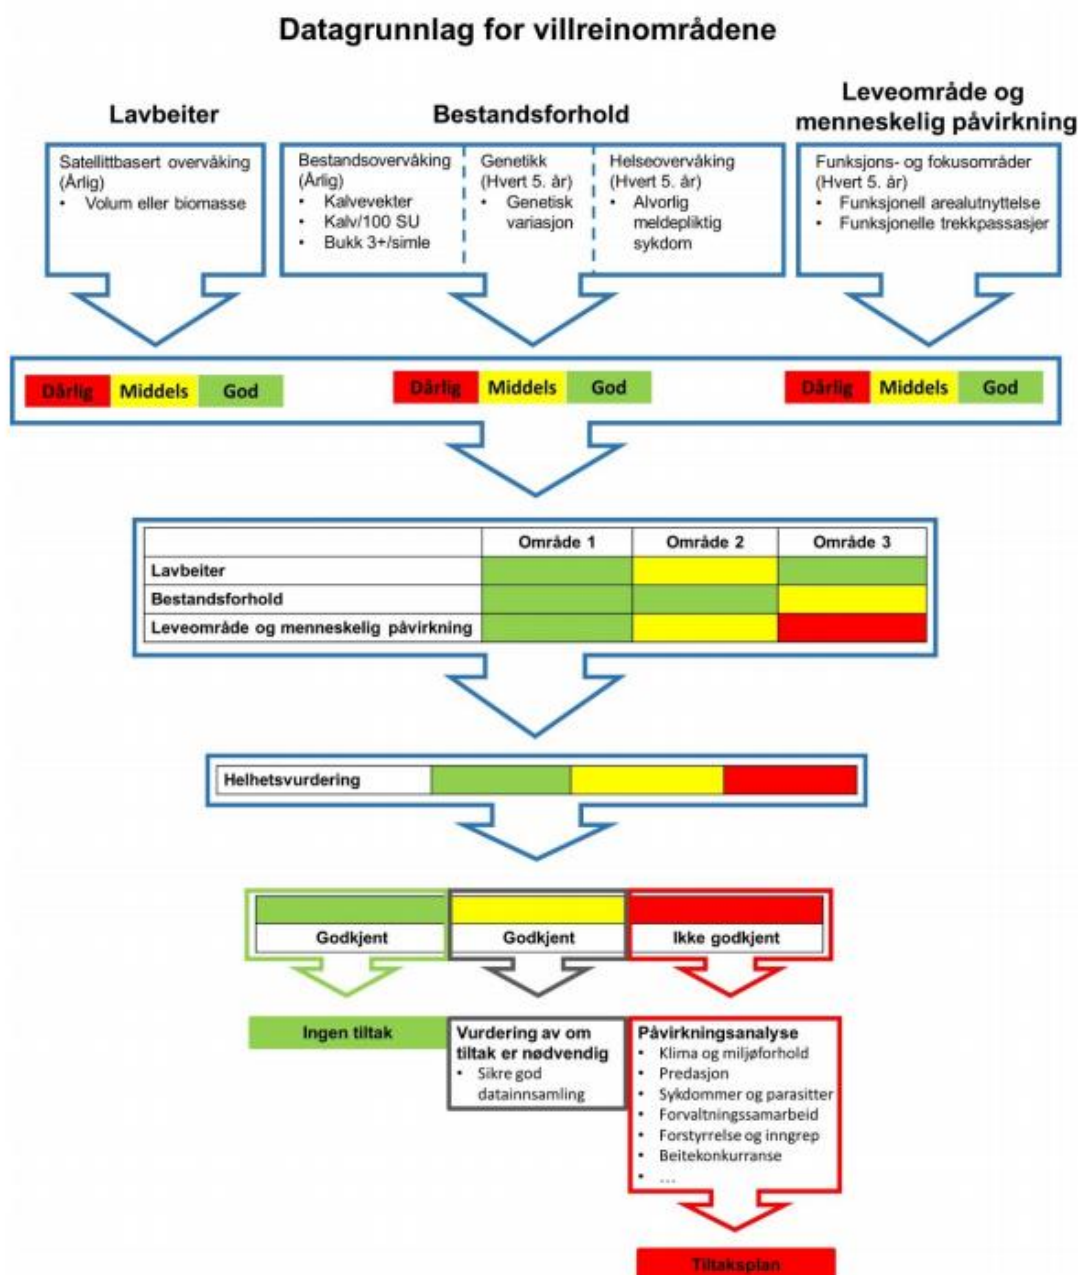 Datagrunnlag for villreinområdene
Lavbeiter
Bestandsforhold
Leveområde og
menneskelig påvirkning
Satellittbasert overvåking
(Årlig)
• Volum eller biomasse
Bestandsovervåking
(Årlig)
• Kalvevekter
• Kalv/100 SU
• Bukk 3+/simle
Genetikk
(Hvert 5. år)
• Genetisk
variasjon
Helseovervåking
(Hvert 5. år)
• Alvorlig
meldepliktig
sykdom
Funksjons- og fokusområder
(Hvert 5. år)
• Funksjonell arealutnyttelse
• Funksjonelle trekkpassasjer
Dårlig Middels God
Dårlig Middels God
Dårlig Middels God
Område 1 Område 2 Område 3
Lavbeiter
Bestandsforhold
Leveområde og menneskelig påvirkning
Helhetsvurdering
Godkjent Godkjent Ikke godkjent
Ingen tiltak
Vurdering av om
tiltak er nødvendig
• Sikre god
datainnsamling
Påvirkningsanalyse
• Klima og miljøforhold
• Predasjon
• Sykdommer og parasitter
• Forvaltningssamarbeid
• Forstyrrelse og inngrep
• Beitekonkurranse
• ...
Tiltaksplan